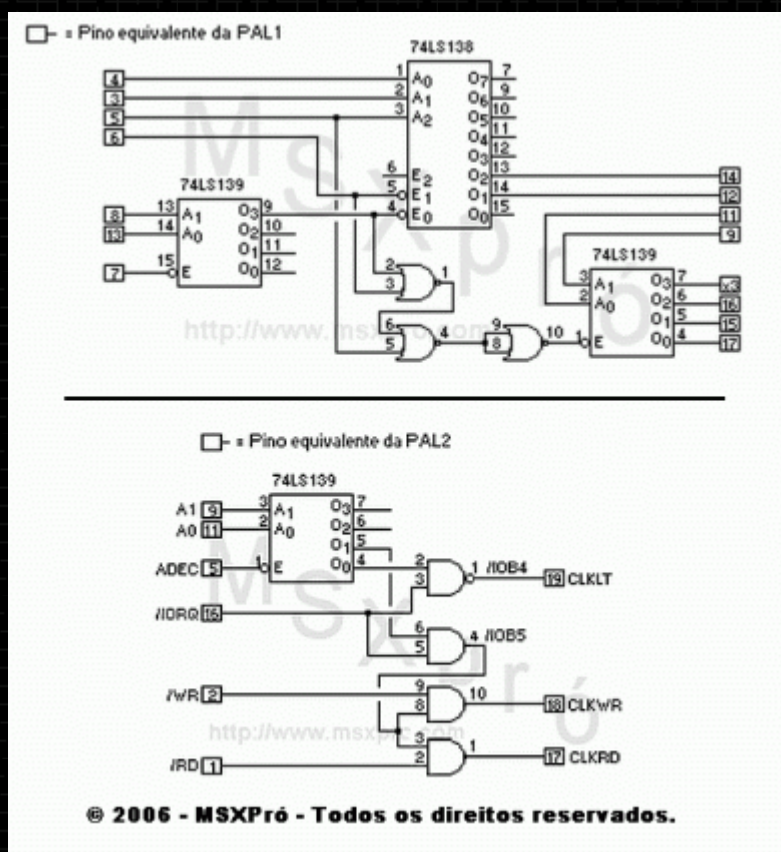 = Pino equivalente da PAL1
74LS138
4
3
5
6
1 A0 O7 7
2 A1 O6 9
3 A2 O5 10
O4 11
O3 12
6 E2 O2 13
5 E1 O1 14
4 E0 O0 15
14
12
11
9
74LS139
8 13 A1 O3 9
13 14 A0 O2 10
O1 11
7 15 E O0 12
74LS139
3 A1 O3 7 x3
2 A0 O2 6 16
O1 5 15
1 E O0 4 17
2
3
1
6
5
4
9
8
10
MSXpró
http://www.msxpro.com
= Pino equivalente da PAL2
74LS139
A1 9 3 A1 O3 7
A0 11 2 A0 O2 6
O1 5
ADEC 5 1 E O0 4
2
3
1 /IOB4
19 CLKLT
/IORQ 16
6
5
4 /IOB5
/WR 2
9
8
10
18 CLKWR
3
2
1
17 CLKRD
/RD 1
MSXpró
http://www.msxpro.com
© 2006 - MSXPró - Todos os direitos reservados.